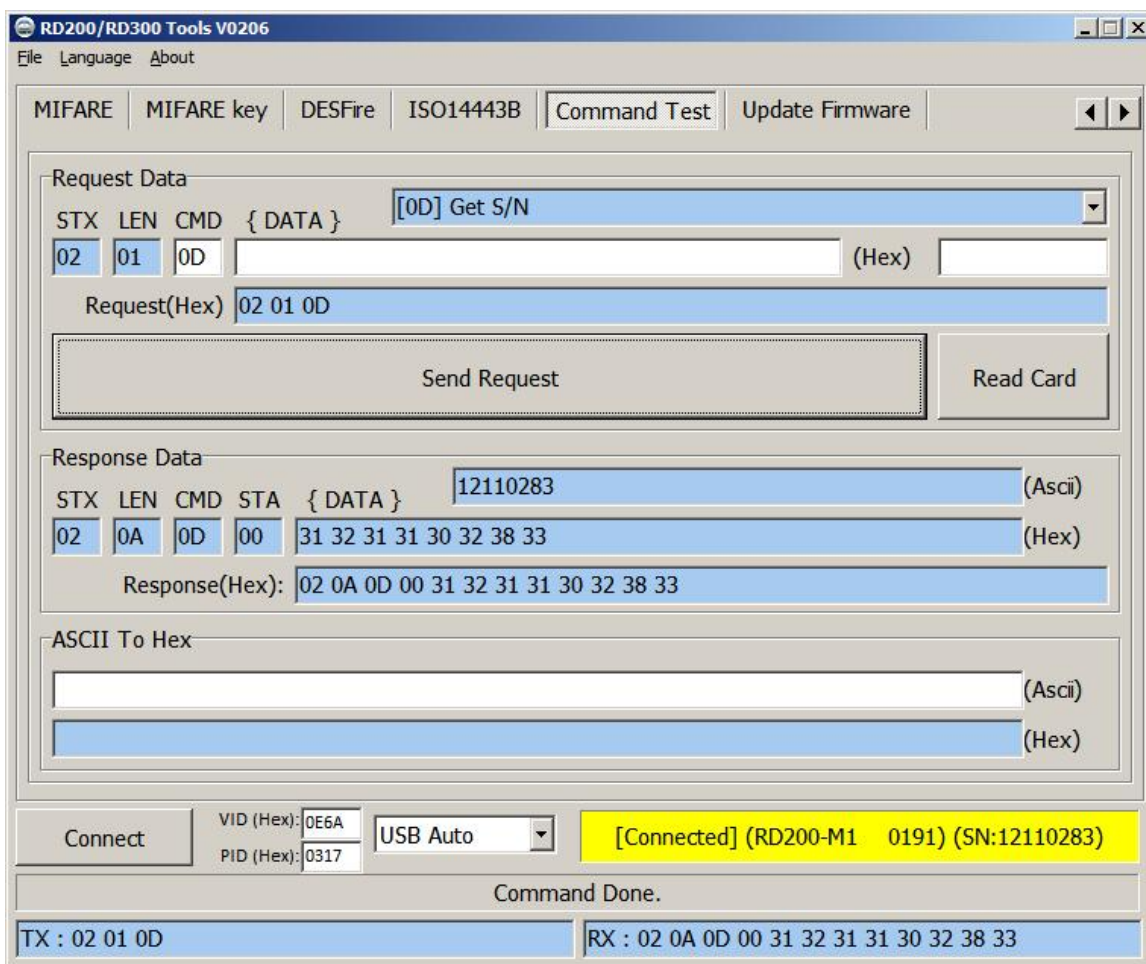 RD200/RD300 Tools V0206
File Language About
MIFARE MIFARE key DESFire ISO14443B Command Test Update Firmware
Request Data
[0D] Get S/N
STX LEN CMD { DATA }
02 01 0D (Hex)
Request(Hex) 02 01 0D
Send Request Read Card
Response Data
12110283 (Ascii)
STX LEN CMD STA { DATA }
02 0A 0D 00 31 32 31 31 30 32 38 33 (Hex)
Response(Hex): 02 0A 0D 00 31 32 31 31 30 32 38 33
ASCII To Hex
(Ascii)
(Hex)
Connect VID (Hex): 0E6A USB Auto [Connected] (RD200-M1 0191) (SN:12110283)
PID (Hex): 0317
Command Done.
TX : 02 01 0D RX : 02 0A 0D 00 31 32 31 31 30 32 38 33